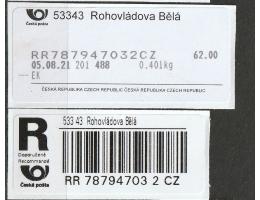 Česká pošta
53343 Rohovládova Bělá
RR787947032CZ 62.00
05.08.21 201 488 0.401kg
EK
ČESKÁ REPUBLIKA CZECH REPUBLIC ČESKÁ REPUBLIKA CZECH REPUBLIC
R
Doporučeně
Recommandé
Česká pošta
533 43 Rohovládova Bělá
RR 78794703 2 CZ